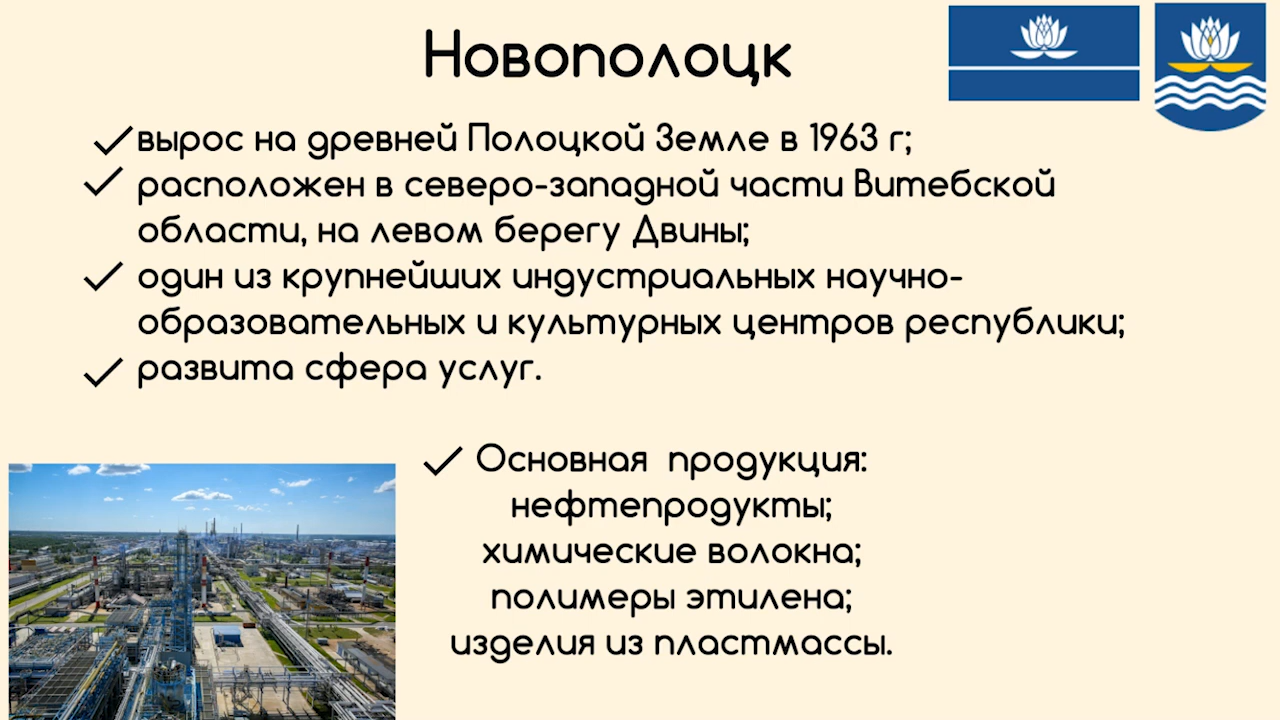 Новополоцк
вырос на древней Полоцкой Земле в 1963 г;
расположен в северо-западной части Витебской
области, на левом берегу Двины;
один из крупнейших индустриальных научно-
образовательных и культурных центров республики;
развита сфера услуг.
Основная продукция:
нефтепродукты;
химические волокна;
полимеры этилена;
изделия из пластмассы.